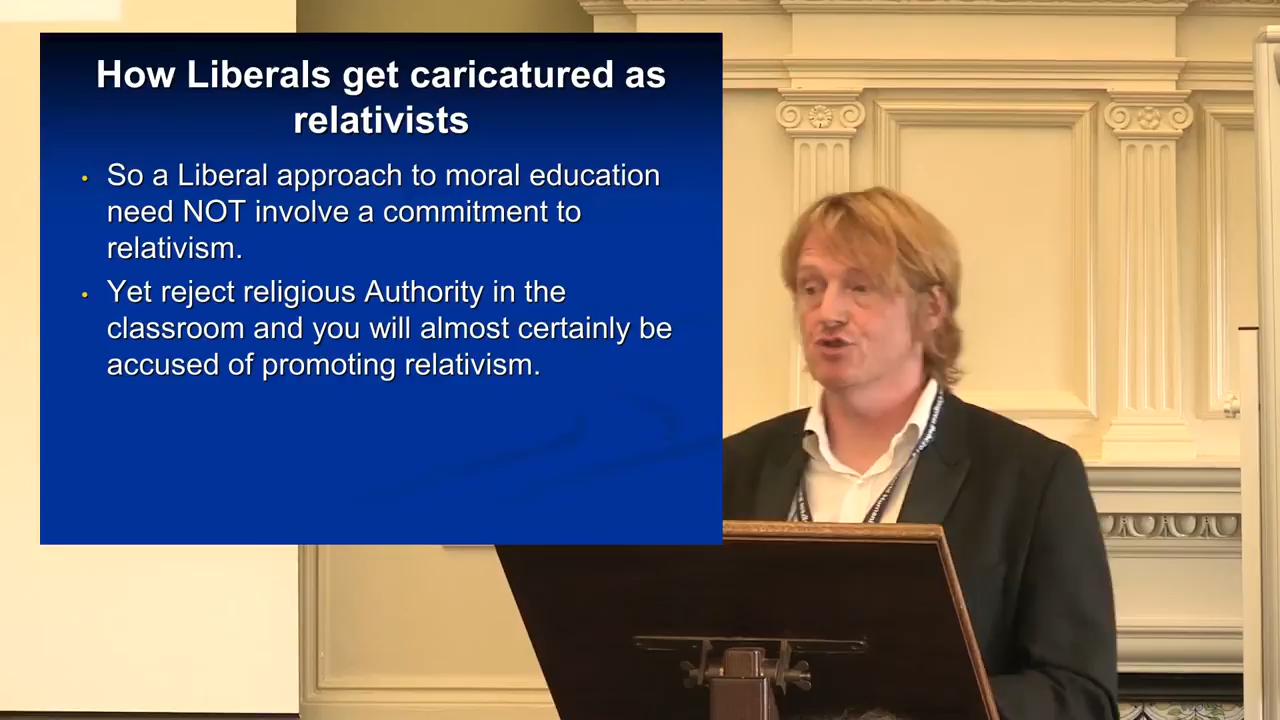 How Liberals get caricatured as
relativists
• So a Liberal approach to moral education
need NOT involve a commitment to
relativism.
• Yet reject religious Authority in the
classroom and you will almost certainly be
accused of promoting relativism.